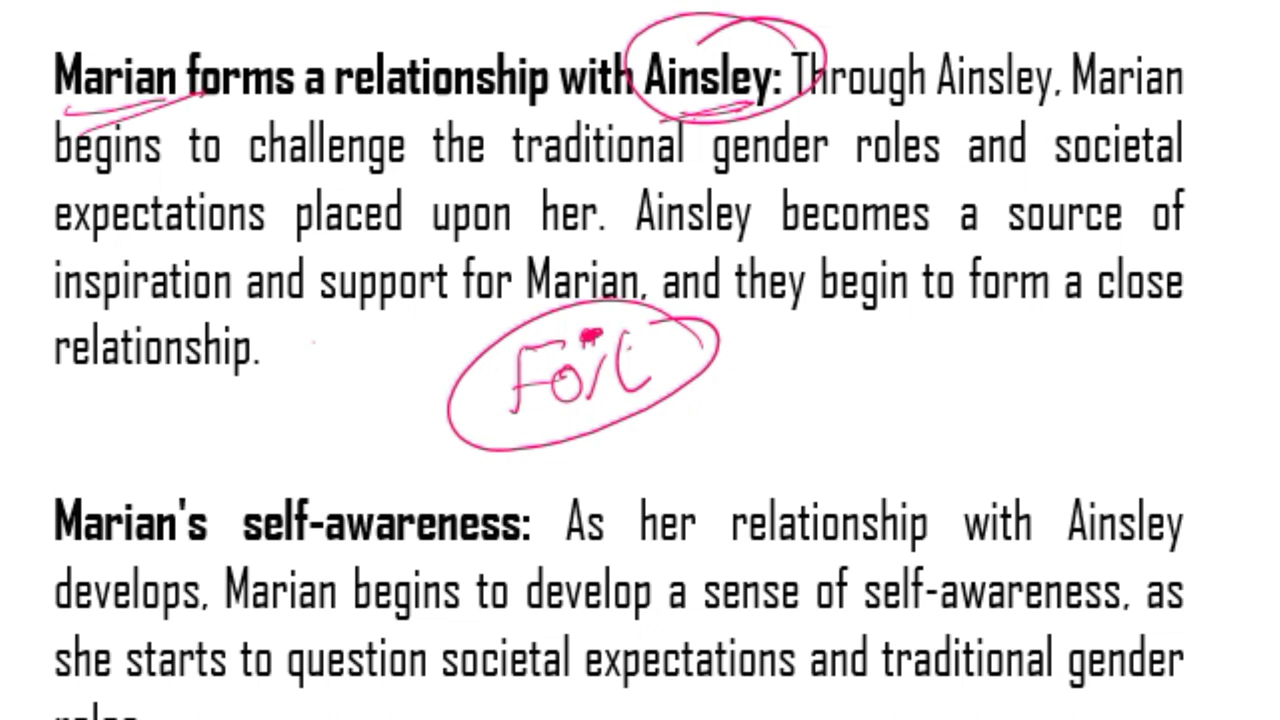 Marian forms a relationship with Ainsley: Through Ainsley, Marian
begins to challenge the traditional gender roles and societal
expectations placed upon her. Ainsley becomes a source of
inspiration and support for Marian, and they begin to form a close
relationship.
Marian's self-awareness: As her relationship with Ainsley
develops, Marian begins to develop a sense of self-awareness, as
she starts to question societal expectations and traditional gender